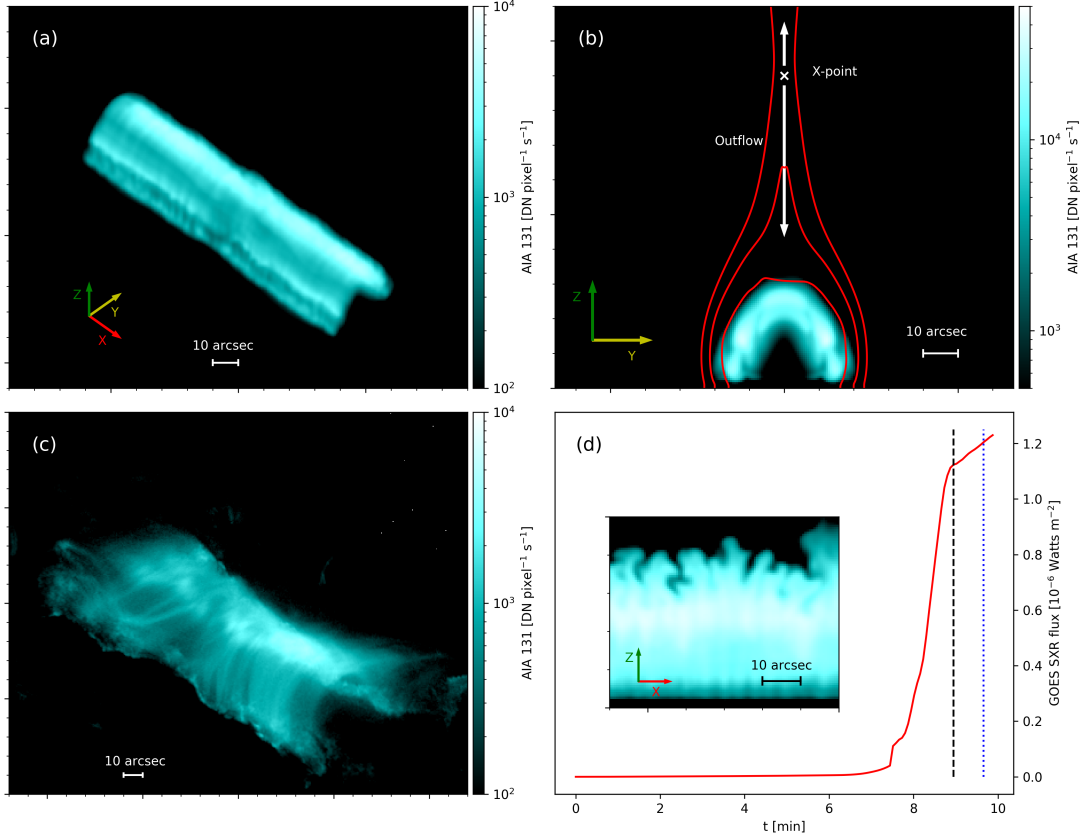 (a)
Z
Y
X
10 arcsec
10⁴
10³
10²
AIA 131 [DN pixel⁻¹ s⁻¹]
(b)
X-point
Outflow
Z
Y
10 arcsec
10⁴
10³
AIA 131 [DN pixel⁻¹ s⁻¹]
(c)
10 arcsec
10⁴
10³
10²
AIA 131 [DN pixel⁻¹ s⁻¹]
(d)
Z
X
10 arcsec
1.2
1.0
0.8
0.6
0.4
0.2
0.0
GOES SXR flux [10⁻⁶ Watts m⁻²]
0 2 4 6 8 10
t [min]